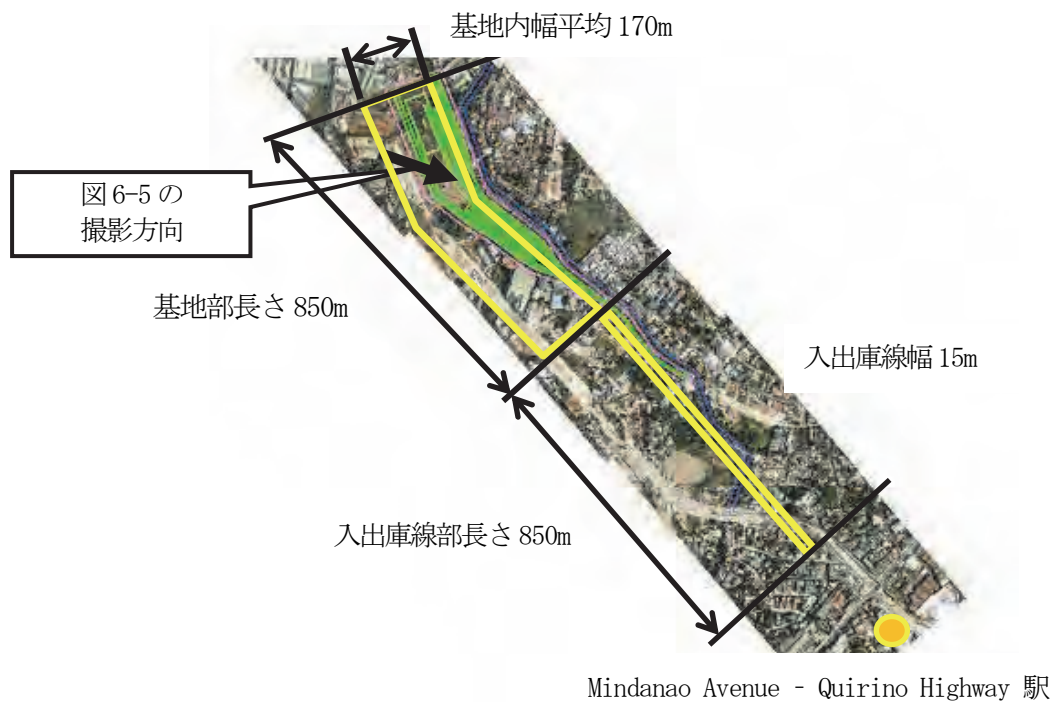 基地内幅平均 170m
図 6-5 の
撮影方向
基地部長さ 850m
入出庫線幅 15m
入出庫線部長さ 850m
Mindanao Avenue - Quirino Highway 駅